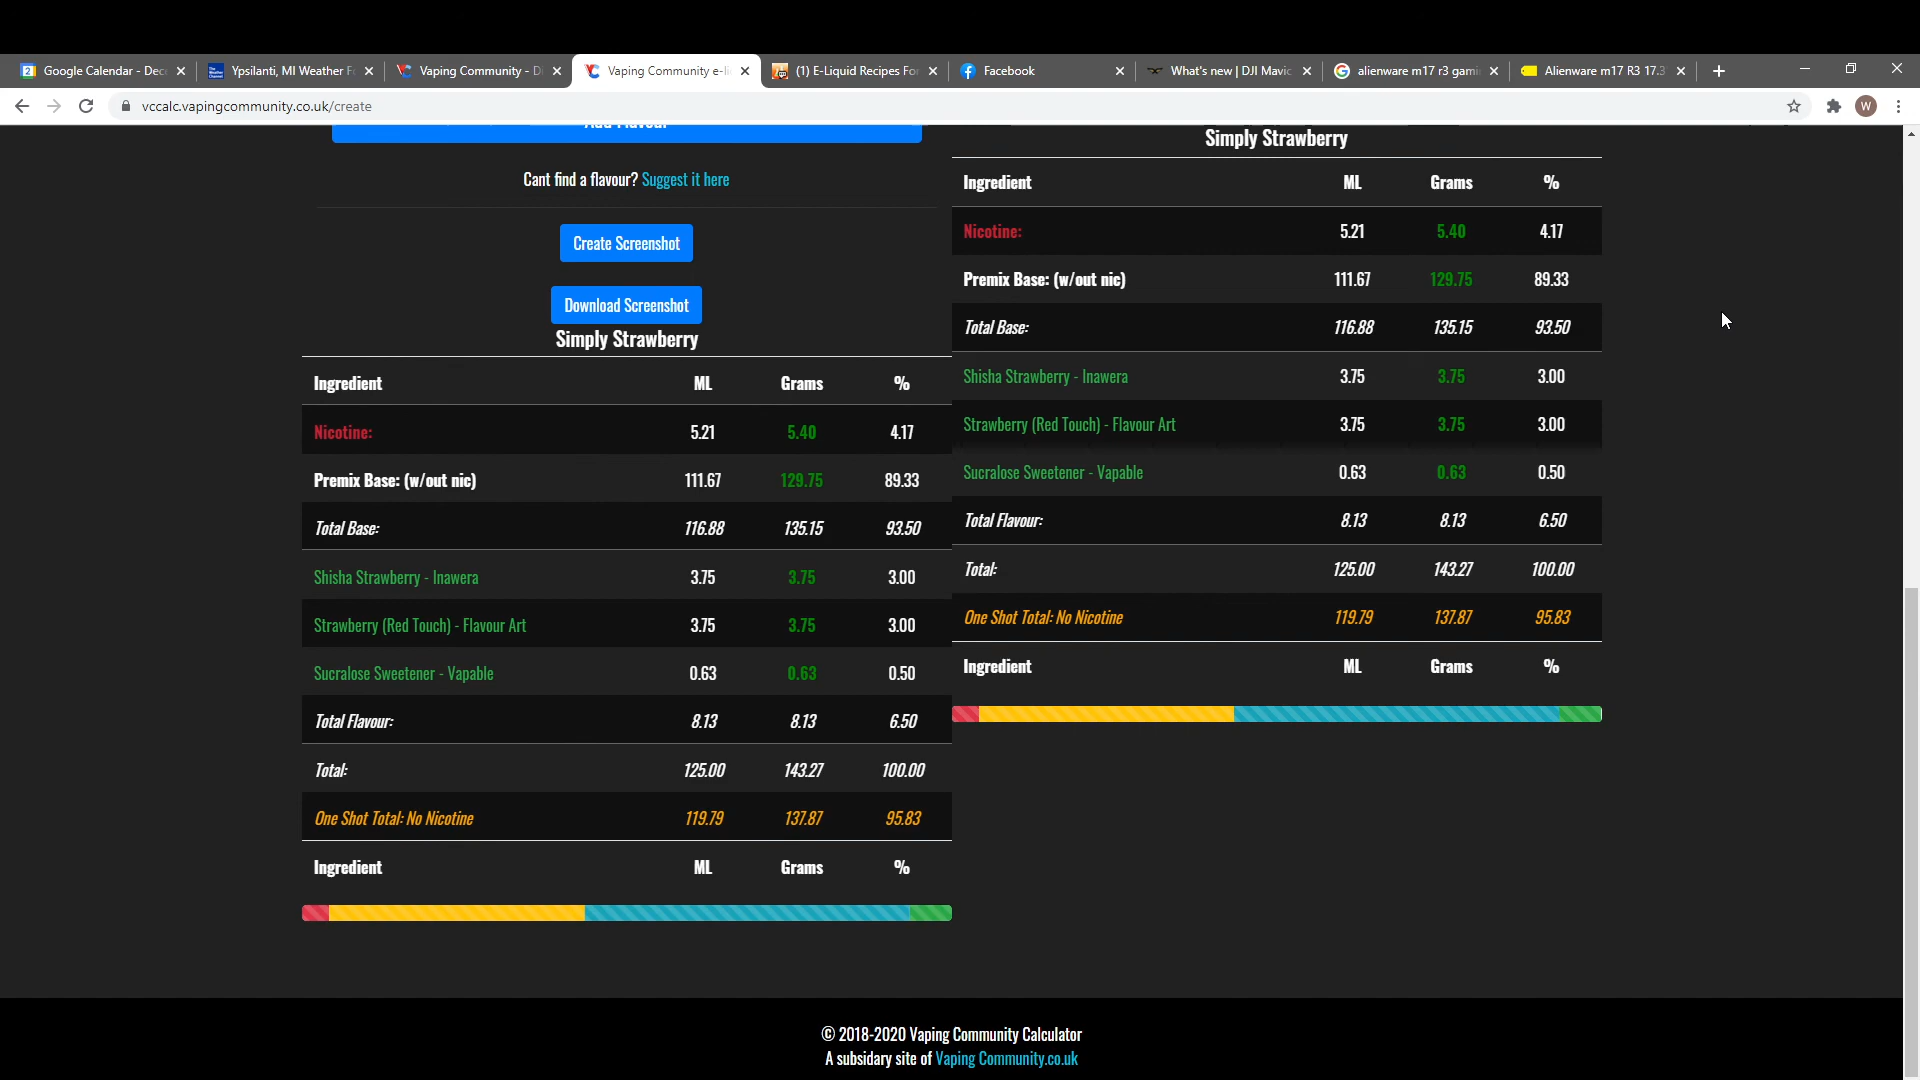 Google Calendar - Dec
Ypsilanti, MI Weather F
Vaping Community - D
Vaping Community e-li
(1) E-Liquid Recipes For
Facebook
What's new | DJI Mavic
alienware m17 r3 gami
Alienware m17 R3 17.3
vccalc.vapingcommunity.co.uk/create
W
Add Flavour
Cant find a flavour? Suggest it here
Create Screenshot
Download Screenshot
Simply Strawberry
Ingredient ML Grams %
Nicotine: 5.21 5.40 4.17
Premix Base: (w/out nic) 111.67 129.75 89.33
Total Base: 116.88 135.15 93.50
Shisha Strawberry - Inawera 3.75 3.75 3.00
Strawberry (Red Touch) - Flavour Art 3.75 3.75 3.00
Sucralose Sweetener - Vapable 0.63 0.63 0.50
Total Flavour: 8.13 8.13 6.50
Total: 125.00 143.27 100.00
One Shot Total: No Nicotine 119.79 137.87 95.83
Ingredient ML Grams %
Simply Strawberry
Ingredient ML Grams %
Nicotine: 5.21 5.40 4.17
Premix Base: (w/out nic) 111.67 129.75 89.33
Total Base: 116.88 135.15 93.50
Shisha Strawberry - Inawera 3.75 3.75 3.00
Strawberry (Red Touch) - Flavour Art 3.75 3.75 3.00
Sucralose Sweetener - Vapable 0.63 0.63 0.50
Total Flavour: 8.13 8.13 6.50
Total: 125.00 143.27 100.00
One Shot Total: No Nicotine 119.79 137.87 95.83
Ingredient ML Grams %
© 2018-2020 Vaping Community Calculator
A subsidary site of Vaping Community.co.uk